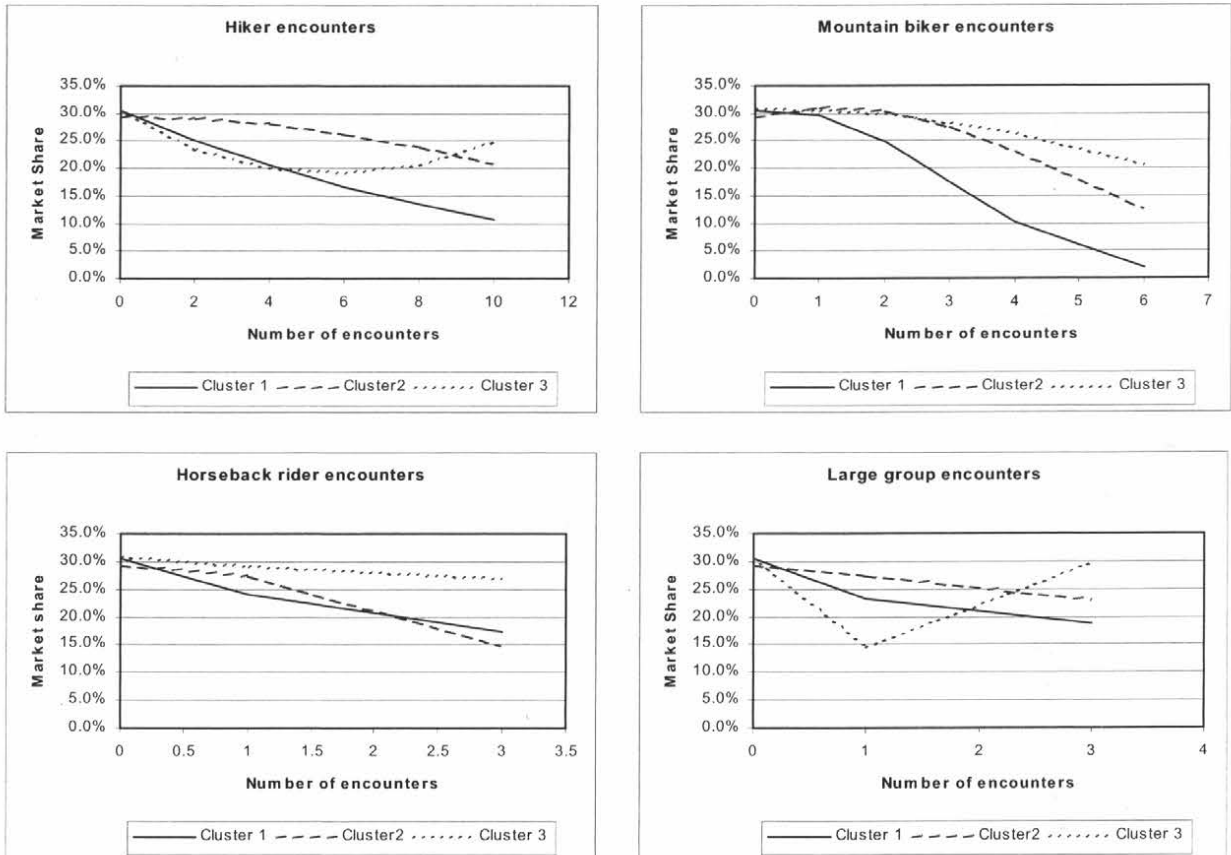 Hiker encounters
Market Share
35.0%
30.0%
25.0%
20.0%
15.0%
10.0%
5.0%
0.0%
0 2 4 6 8 10 12
Number of encounters
Cluster 1 Cluster2 Cluster 3
Mountain biker encounters
Market Share
35.0%
30.0%
25.0%
20.0%
15.0%
10.0%
5.0%
0.0%
0 1 2 3 4 5 6 7
Number of encounters
Cluster 1 Cluster2 Cluster 3
Horseback rider encounters
Market share
35.0%
30.0%
25.0%
20.0%
15.0%
10.0%
5.0%
0.0%
0 0.5 1 1.5 2 2.5 3 3.5
Number of encounters
Cluster 1 Cluster2 Cluster 3
Large group encounters
Market Share
35.0%
30.0%
25.0%
20.0%
15.0%
10.0%
5.0%
0.0%
0 1 2 3 4
Number of encounters
Cluster 1 Cluster2 Cluster 3